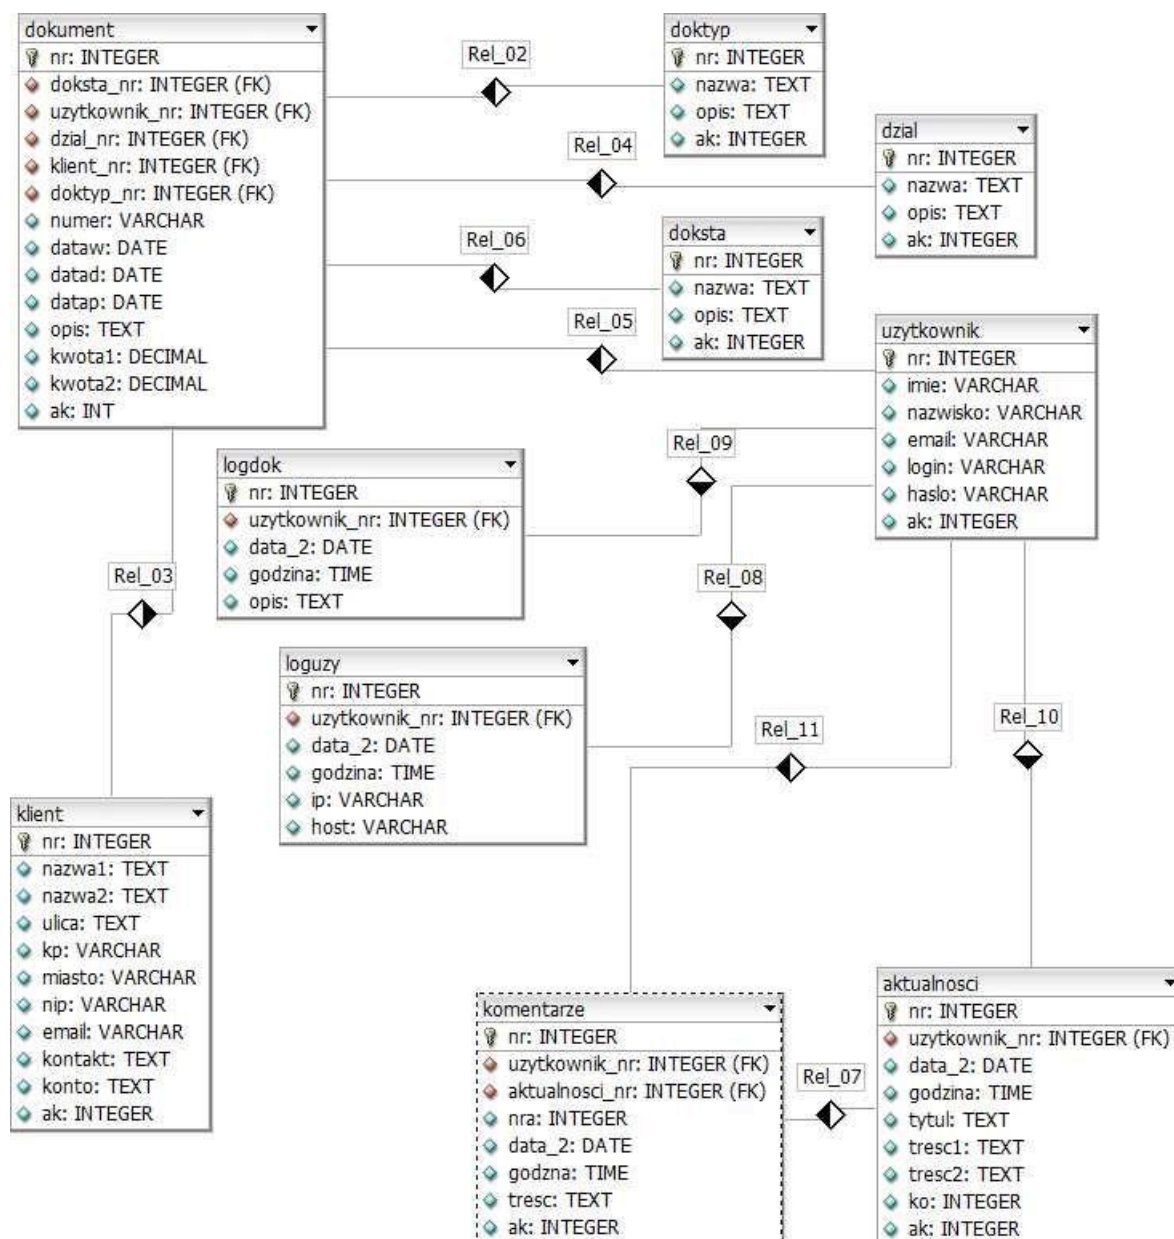 dokument
nr: INTEGER
doksta_nr: INTEGER (FK)
uzytkownik_nr: INTEGER (FK)
dzial_nr: INTEGER (FK)
klient_nr: INTEGER (FK)
doktyp_nr: INTEGER (FK)
numer: VARCHAR
dataw: DATE
datad: DATE
datap: DATE
opis: TEXT
kwota1: DECIMAL
kwota2: DECIMAL
ak: INT
Rel_02
doktyp
nr: INTEGER
nazwa: TEXT
opis: TEXT
ak: INTEGER
Rel_04
dzial
nr: INTEGER
nazwa: TEXT
opis: TEXT
ak: INTEGER
Rel_06
doksta
nr: INTEGER
nazwa: TEXT
opis: TEXT
ak: INTEGER
Rel_05
uzytkownik
nr: INTEGER
imie: VARCHAR
nazwisko: VARCHAR
email: VARCHAR
login: VARCHAR
haslo: VARCHAR
ak: INTEGER
Rel_09
logdok
nr: INTEGER
uzytkownik_nr: INTEGER (FK)
data_2: DATE
godzina: TIME
opis: TEXT
Rel_03
Rel_08
loguzy
nr: INTEGER
uzytkownik_nr: INTEGER (FK)
data_2: DATE
godzina: TIME
ip: VARCHAR
host: VARCHAR
Rel_11
Rel_10
klient
nr: INTEGER
nazwa1: TEXT
nazwa2: TEXT
ulica: TEXT
kp: VARCHAR
miasto: VARCHAR
nip: VARCHAR
email: VARCHAR
kontakt: TEXT
konto: TEXT
ak: INTEGER
komentarze
nr: INTEGER
uzytkownik_nr: INTEGER (FK)
aktualnosci_nr: INTEGER (FK)
nra: INTEGER
data_2: DATE
godzna: TIME
tresc: TEXT
ak: INTEGER
Rel_07
aktualnosci
nr: INTEGER
uzytkownik_nr: INTEGER (FK)
data_2: DATE
godzina: TIME
tytul: TEXT
tresc1: TEXT
tresc2: TEXT
ko: INTEGER
ak: INTEGER